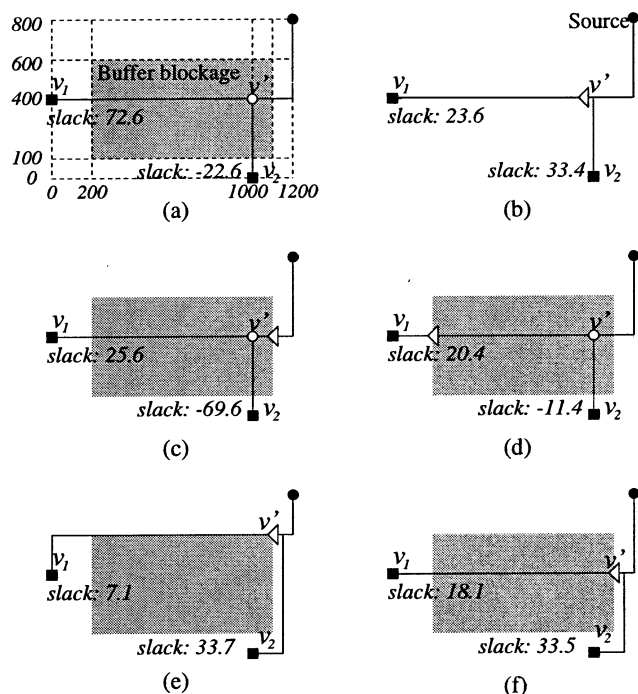 800
600
400
100
0
Buffer blockage
v1
v'
slack: 72.6
slack: -22.6
v2
0 200 1000 1200
(a)
Source
v1
v'
slack: 23.6
slack: 33.4
v2
(b)
v1
v'
slack: 25.6
slack: -69.6
v2
(c)
v1
v'
slack: 20.4
slack: -11.4
v2
(d)
v'
v1
slack: 7.1
slack: 33.7
v2
(e)
v1
v'
slack: 18.1
slack: 33.5
v2
(f)